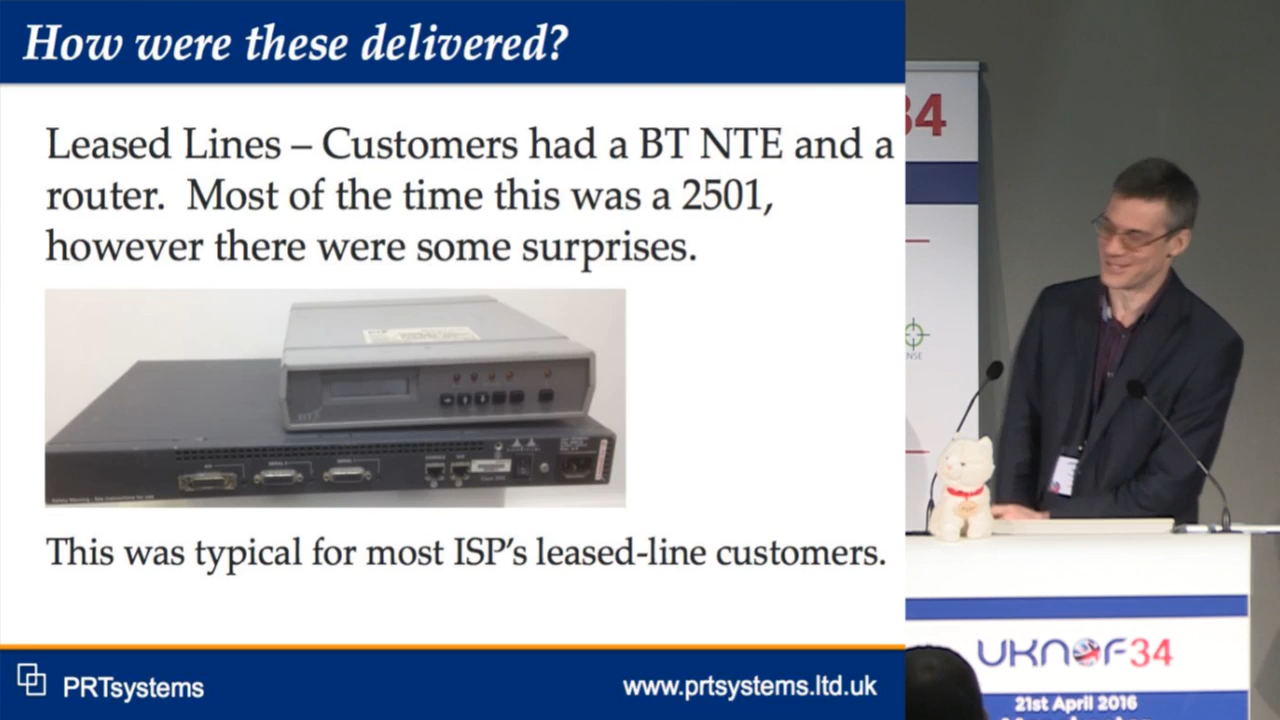 How were these delivered?
Leased Lines – Customers had a BT NTE and a
router.  Most of the time this was a 2501,
however there were some surprises.
BT
This was typical for most ISP's leased-line customers.
PRTsystems
www.prtsystems.ltd.uk
34
NSE
UKNOF34
21st April 2016